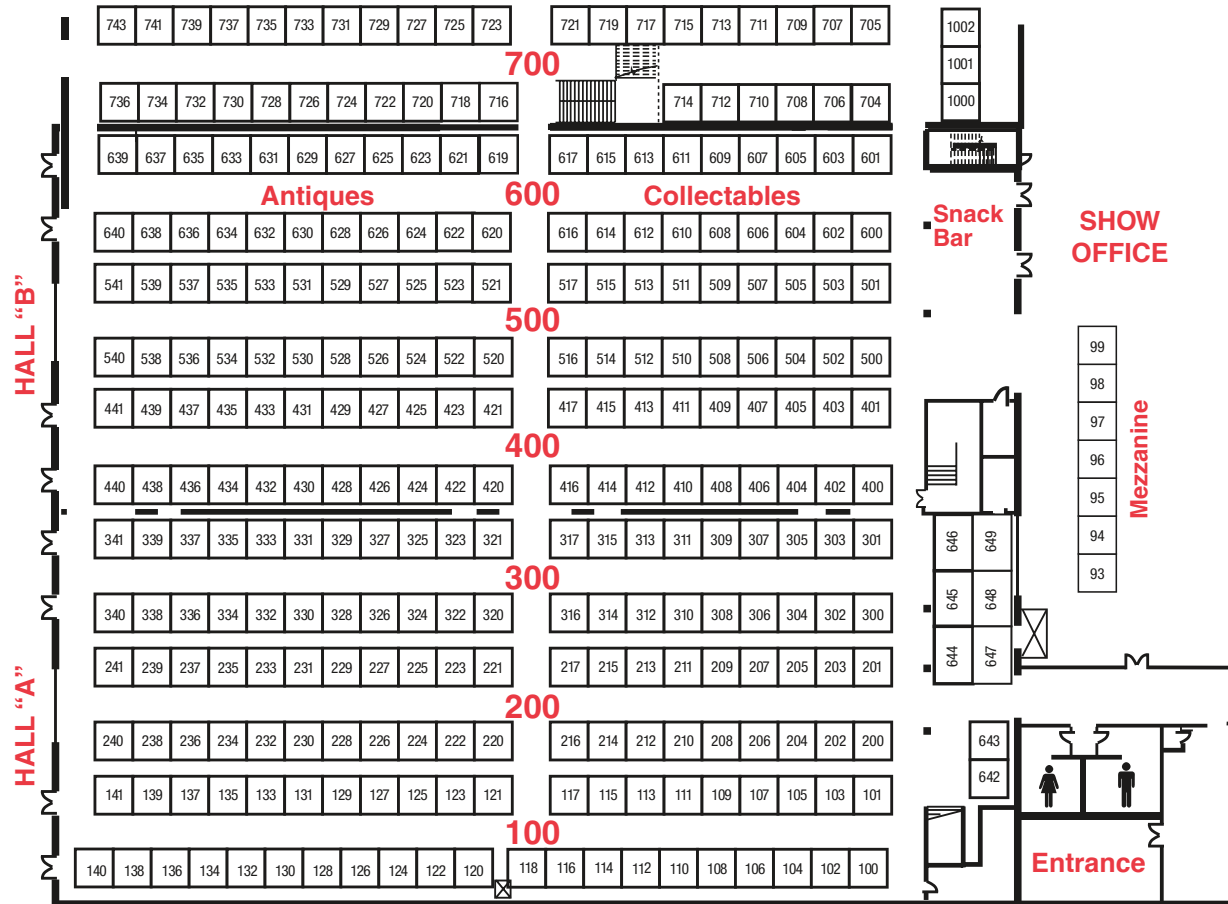 743 741 739 737 735 733 731 729 727 725 723 721 719 717 715 713 711 709 707 705 1002
700 1001
736 734 732 730 728 726 724 722 720 718 716 714 712 710 708 706 704 1000
639 637 635 633 631 629 627 625 623 621 619 617 615 613 611 609 607 605 603 601
Antiques 600 Collectables
Snack
Bar
SHOW
OFFICE
640 638 636 634 632 630 628 626 624 622 620 616 614 612 610 608 606 604 602 600
541 539 537 535 533 531 529 527 525 523 521 517 515 513 511 509 507 505 503 501
HALL “B”
500
540 538 536 534 532 530 528 526 524 522 520 516 514 512 510 508 506 504 502 500
441 439 437 435 433 431 429 427 425 423 421 417 415 413 411 409 407 405 403 401
400
99
98
97
96
95
94
93
Mezzanine
440 438 436 434 432 430 428 426 424 422 420 416 414 412 410 408 406 404 402 400
341 339 337 335 333 331 329 327 325 323 321 317 315 313 311 309 307 305 303 301
646 649
300
645 648
340 338 336 334 332 330 328 326 324 322 320 316 314 312 310 308 306 304 302 300
644 647
241 239 237 235 233 231 229 227 225 223 221 217 215 213 211 209 207 205 203 201
HALL “A”
200
240 238 236 234 232 230 228 226 224 222 220 216 214 212 210 208 206 204 202 200
643
642
141 139 137 135 133 131 129 127 125 123 121 117 115 113 111 109 107 105 103 101
100
140 138 136 134 132 130 128 126 124 122 120 118 116 114 112 110 108 106 104 102 100
Entrance